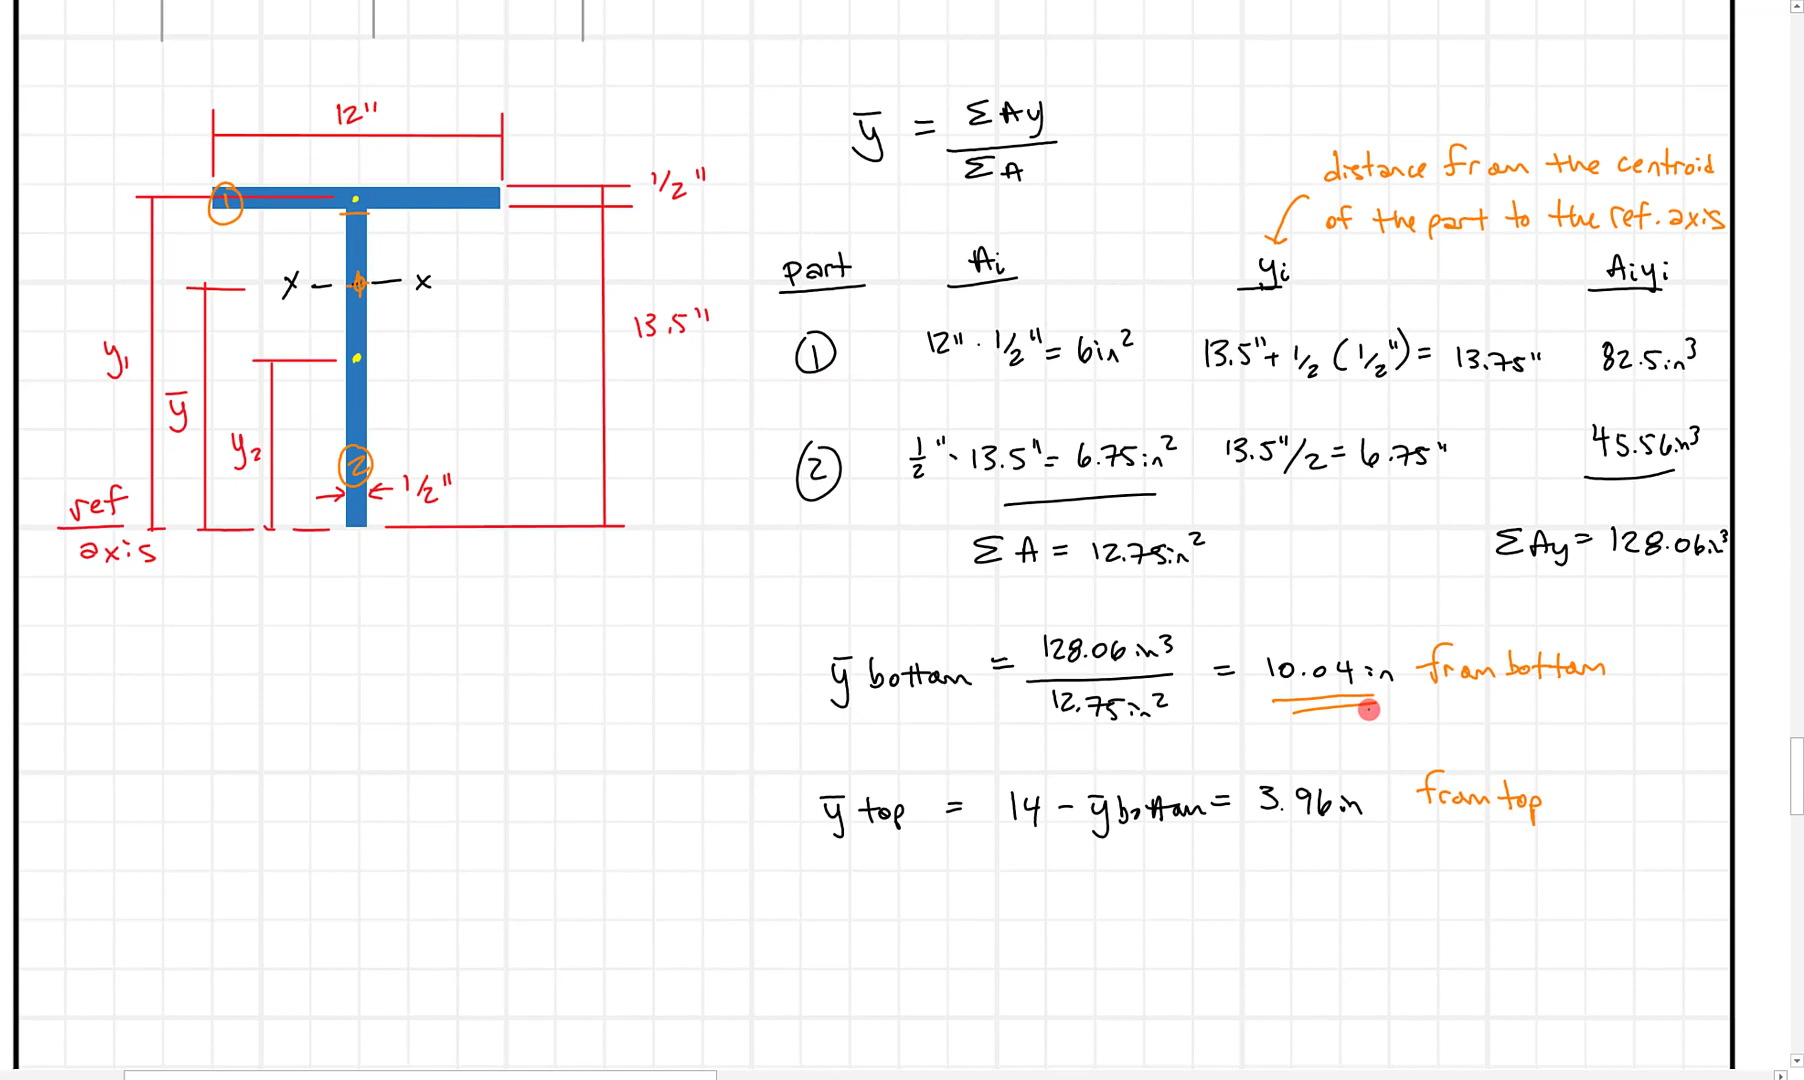 12"
1/2"
1
x x
13.5"
y₁
ȳ
y₂
2
1/2"
ref
axis
ȳ = ΣAy / ΣA
distance from the centroid
of the part to the ref. axis
part Aᵢ yᵢ Aᵢyᵢ
1 12" · 1/2" = 6in² 13.5" + 1/2 (1/2") = 13.75" 82.5in³
2 1/2" · 13.5" = 6.75in² 13.5"/2 = 6.75" 45.56in³
ΣA = 12.75in² ΣAy = 128.06in³
ȳ bottom = 128.06in³ / 12.75in² = 10.04in from bottom
ȳ top = 14 - ȳ bottom = 3.96in from top